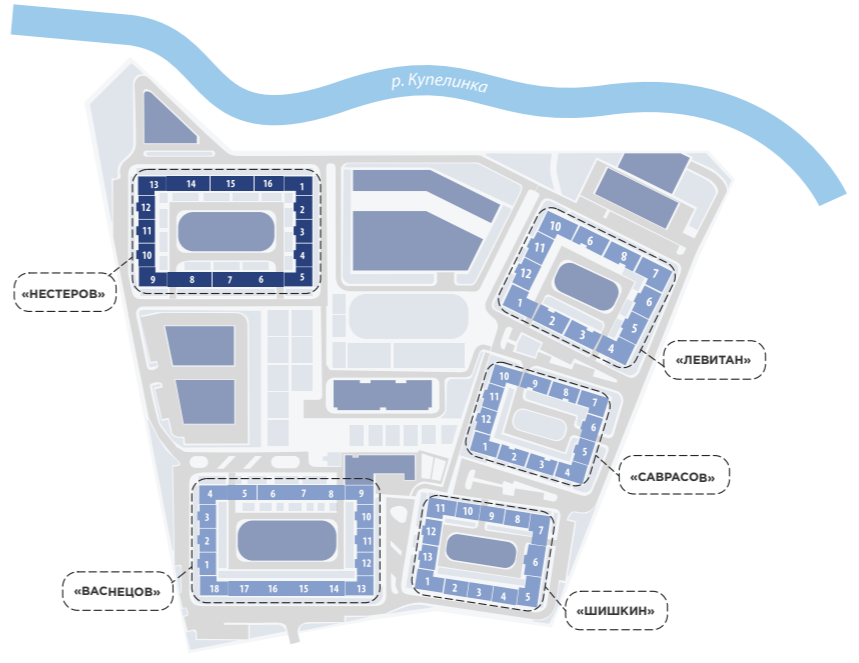 р. Купелинка
13 14 15 16 1
12 2
11 3
10 4
9 8 7 6 5
«НЕСТЕРОВ»
10 6 8 7
11 6
12 5
1 2 3 4
«ЛЕВИТАН»
10 9 8 7
11 6
12 5
1 2 3 4
«САВРАСОВ»
4 5 6 7 8 9
3 10
2 11
1 12
18 17 16 15 14 13
«ВАСНЕЦОВ»
11 10 9 8 7
12 6
13
1 2 3 4 5
«ШИШКИН»